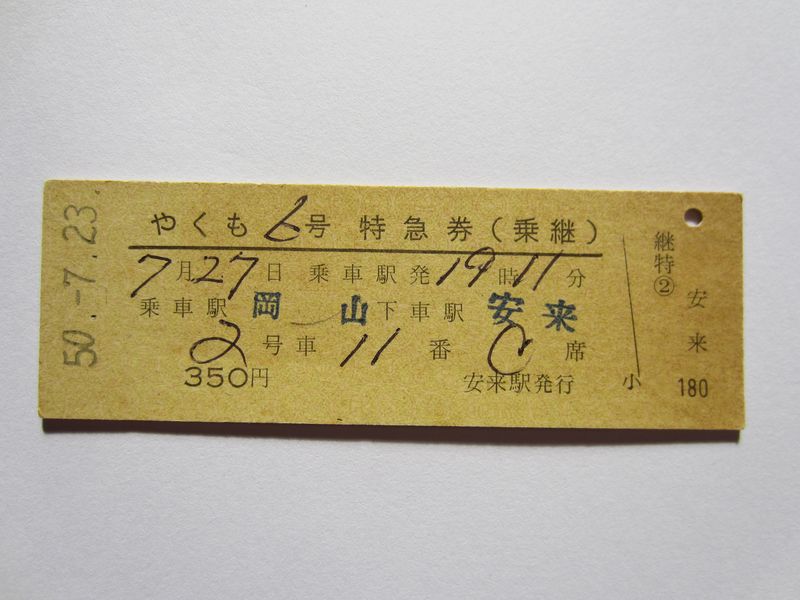 50.-7.23.
やくも6号 特急券(乗継)
7月27日 乗車駅発19時11分
乗車駅 岡山 下車駅 安来
2号車 11番 C席
350円 安来駅発行
小
継特②
安来
180